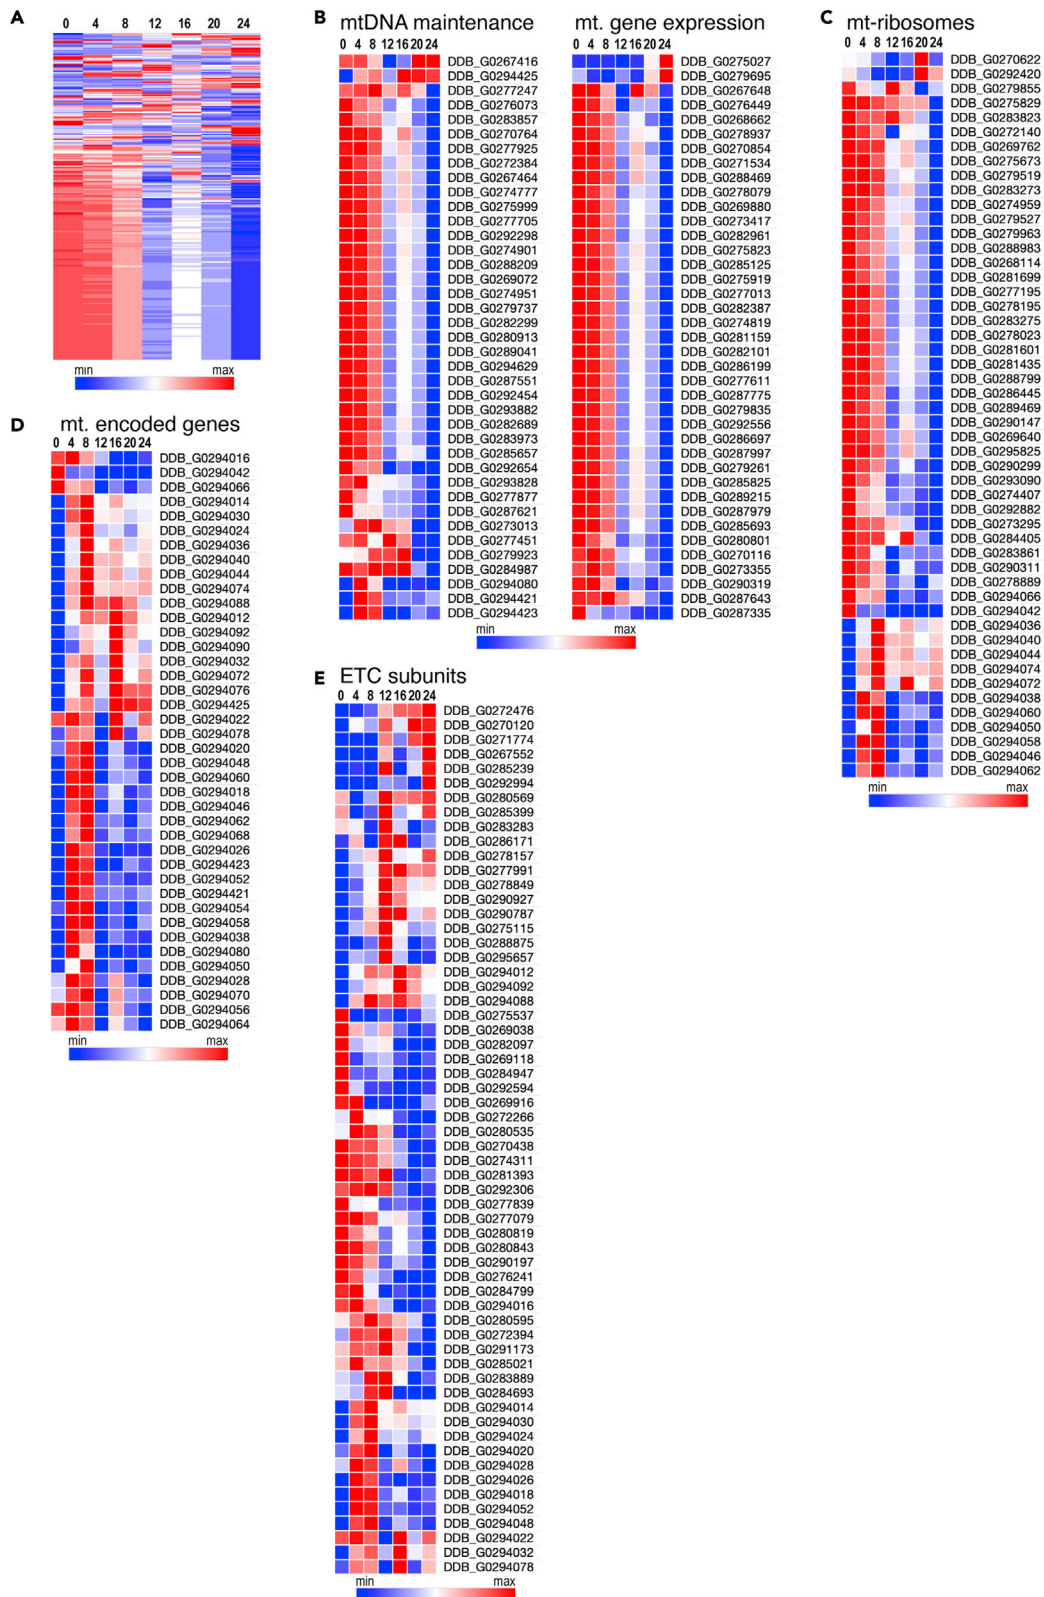 A
0 4 8 12 16 20 24
min max
B
mtDNA maintenance
0 4 8 12 16 20 24
DDB_G0267416
DDB_G0294425
DDB_G0277247
DDB_G0276073
DDB_G0283857
DDB_G0270764
DDB_G0277925
DDB_G0272384
DDB_G0267464
DDB_G0274777
DDB_G0275999
DDB_G0277705
DDB_G0292298
DDB_G0274901
DDB_G0288209
DDB_G0269072
DDB_G0274951
DDB_G0279737
DDB_G0282299
DDB_G0280913
DDB_G0289041
DDB_G0294629
DDB_G0287551
DDB_G0292454
DDB_G0293882
DDB_G0282689
DDB_G0283973
DDB_G0285657
DDB_G0292654
DDB_G0293828
DDB_G0277877
DDB_G0287621
DDB_G0273013
DDB_G0277451
DDB_G0279923
DDB_G0284987
DDB_G0294080
DDB_G0294421
DDB_G0294423
mt. gene expression
0 4 8 12 16 20 24
DDB_G0275027
DDB_G0279695
DDB_G0267648
DDB_G0276449
DDB_G0268662
DDB_G0278937
DDB_G0270854
DDB_G0271534
DDB_G0288469
DDB_G0278079
DDB_G0269880
DDB_G0273417
DDB_G0282961
DDB_G0275823
DDB_G0285125
DDB_G0275919
DDB_G0277013
DDB_G0282387
DDB_G0274819
DDB_G0281159
DDB_G0282101
DDB_G0286199
DDB_G0277611
DDB_G0287775
DDB_G0279835
DDB_G0292556
DDB_G0286697
DDB_G0287997
DDB_G0279261
DDB_G0285825
DDB_G0289215
DDB_G0287979
DDB_G0285693
DDB_G0280801
DDB_G0270116
DDB_G0273355
DDB_G0290319
DDB_G0287643
DDB_G0287335
min max
C
mt-ribosomes
0 4 8 12 16 20 24
DDB_G0270622
DDB_G0292420
DDB_G0279855
DDB_G0275829
DDB_G0283823
DDB_G0272140
DDB_G0269762
DDB_G0275673
DDB_G0279519
DDB_G0283273
DDB_G0274959
DDB_G0279527
DDB_G0279963
DDB_G0288983
DDB_G0268114
DDB_G0281699
DDB_G0277195
DDB_G0278195
DDB_G0283275
DDB_G0278023
DDB_G0281601
DDB_G0281435
DDB_G0288799
DDB_G0286445
DDB_G0289469
DDB_G0290147
DDB_G0269640
DDB_G0295825
DDB_G0290299
DDB_G0293090
DDB_G0274407
DDB_G0292882
DDB_G0273295
DDB_G0284405
DDB_G0283861
DDB_G0290311
DDB_G0278889
DDB_G0294066
DDB_G0294042
DDB_G0294036
DDB_G0294040
DDB_G0294044
DDB_G0294074
DDB_G0294072
DDB_G0294038
DDB_G0294060
DDB_G0294050
DDB_G0294058
DDB_G0294046
DDB_G0294062
min max
D
mt. encoded genes
0 4 8 12 16 20 24
DDB_G0294016
DDB_G0294042
DDB_G0294066
DDB_G0294014
DDB_G0294030
DDB_G0294024
DDB_G0294036
DDB_G0294040
DDB_G0294044
DDB_G0294074
DDB_G0294088
DDB_G0294012
DDB_G0294092
DDB_G0294090
DDB_G0294032
DDB_G0294072
DDB_G0294076
DDB_G0294425
DDB_G0294022
DDB_G0294078
DDB_G0294020
DDB_G0294048
DDB_G0294060
DDB_G0294018
DDB_G0294046
DDB_G0294062
DDB_G0294068
DDB_G0294026
DDB_G0294423
DDB_G0294052
DDB_G0294421
DDB_G0294054
DDB_G0294058
DDB_G0294038
DDB_G0294080
DDB_G0294050
DDB_G0294028
DDB_G0294070
DDB_G0294056
DDB_G0294064
min max
E
ETC subunits
0 4 8 12 16 20 24
DDB_G0272476
DDB_G0270120
DDB_G0271774
DDB_G0267552
DDB_G0285239
DDB_G0292994
DDB_G0280569
DDB_G0285399
DDB_G0283283
DDB_G0286171
DDB_G0278157
DDB_G0277991
DDB_G0278849
DDB_G0290927
DDB_G0290787
DDB_G0275115
DDB_G0288875
DDB_G0295657
DDB_G0294012
DDB_G0294092
DDB_G0294088
DDB_G0275537
DDB_G0269038
DDB_G0282097
DDB_G0269118
DDB_G0284947
DDB_G0292594
DDB_G0269916
DDB_G0272266
DDB_G0280535
DDB_G0270438
DDB_G0274311
DDB_G0281393
DDB_G0292306
DDB_G0277839
DDB_G0277079
DDB_G0280819
DDB_G0280843
DDB_G0290197
DDB_G0276241
DDB_G0284799
DDB_G0294016
DDB_G0280595
DDB_G0272394
DDB_G0291173
DDB_G0285021
DDB_G0283889
DDB_G0284693
DDB_G0294014
DDB_G0294030
DDB_G0294024
DDB_G0294020
DDB_G0294028
DDB_G0294026
DDB_G0294018
DDB_G0294052
DDB_G0294048
DDB_G0294022
DDB_G0294032
DDB_G0294078
min max